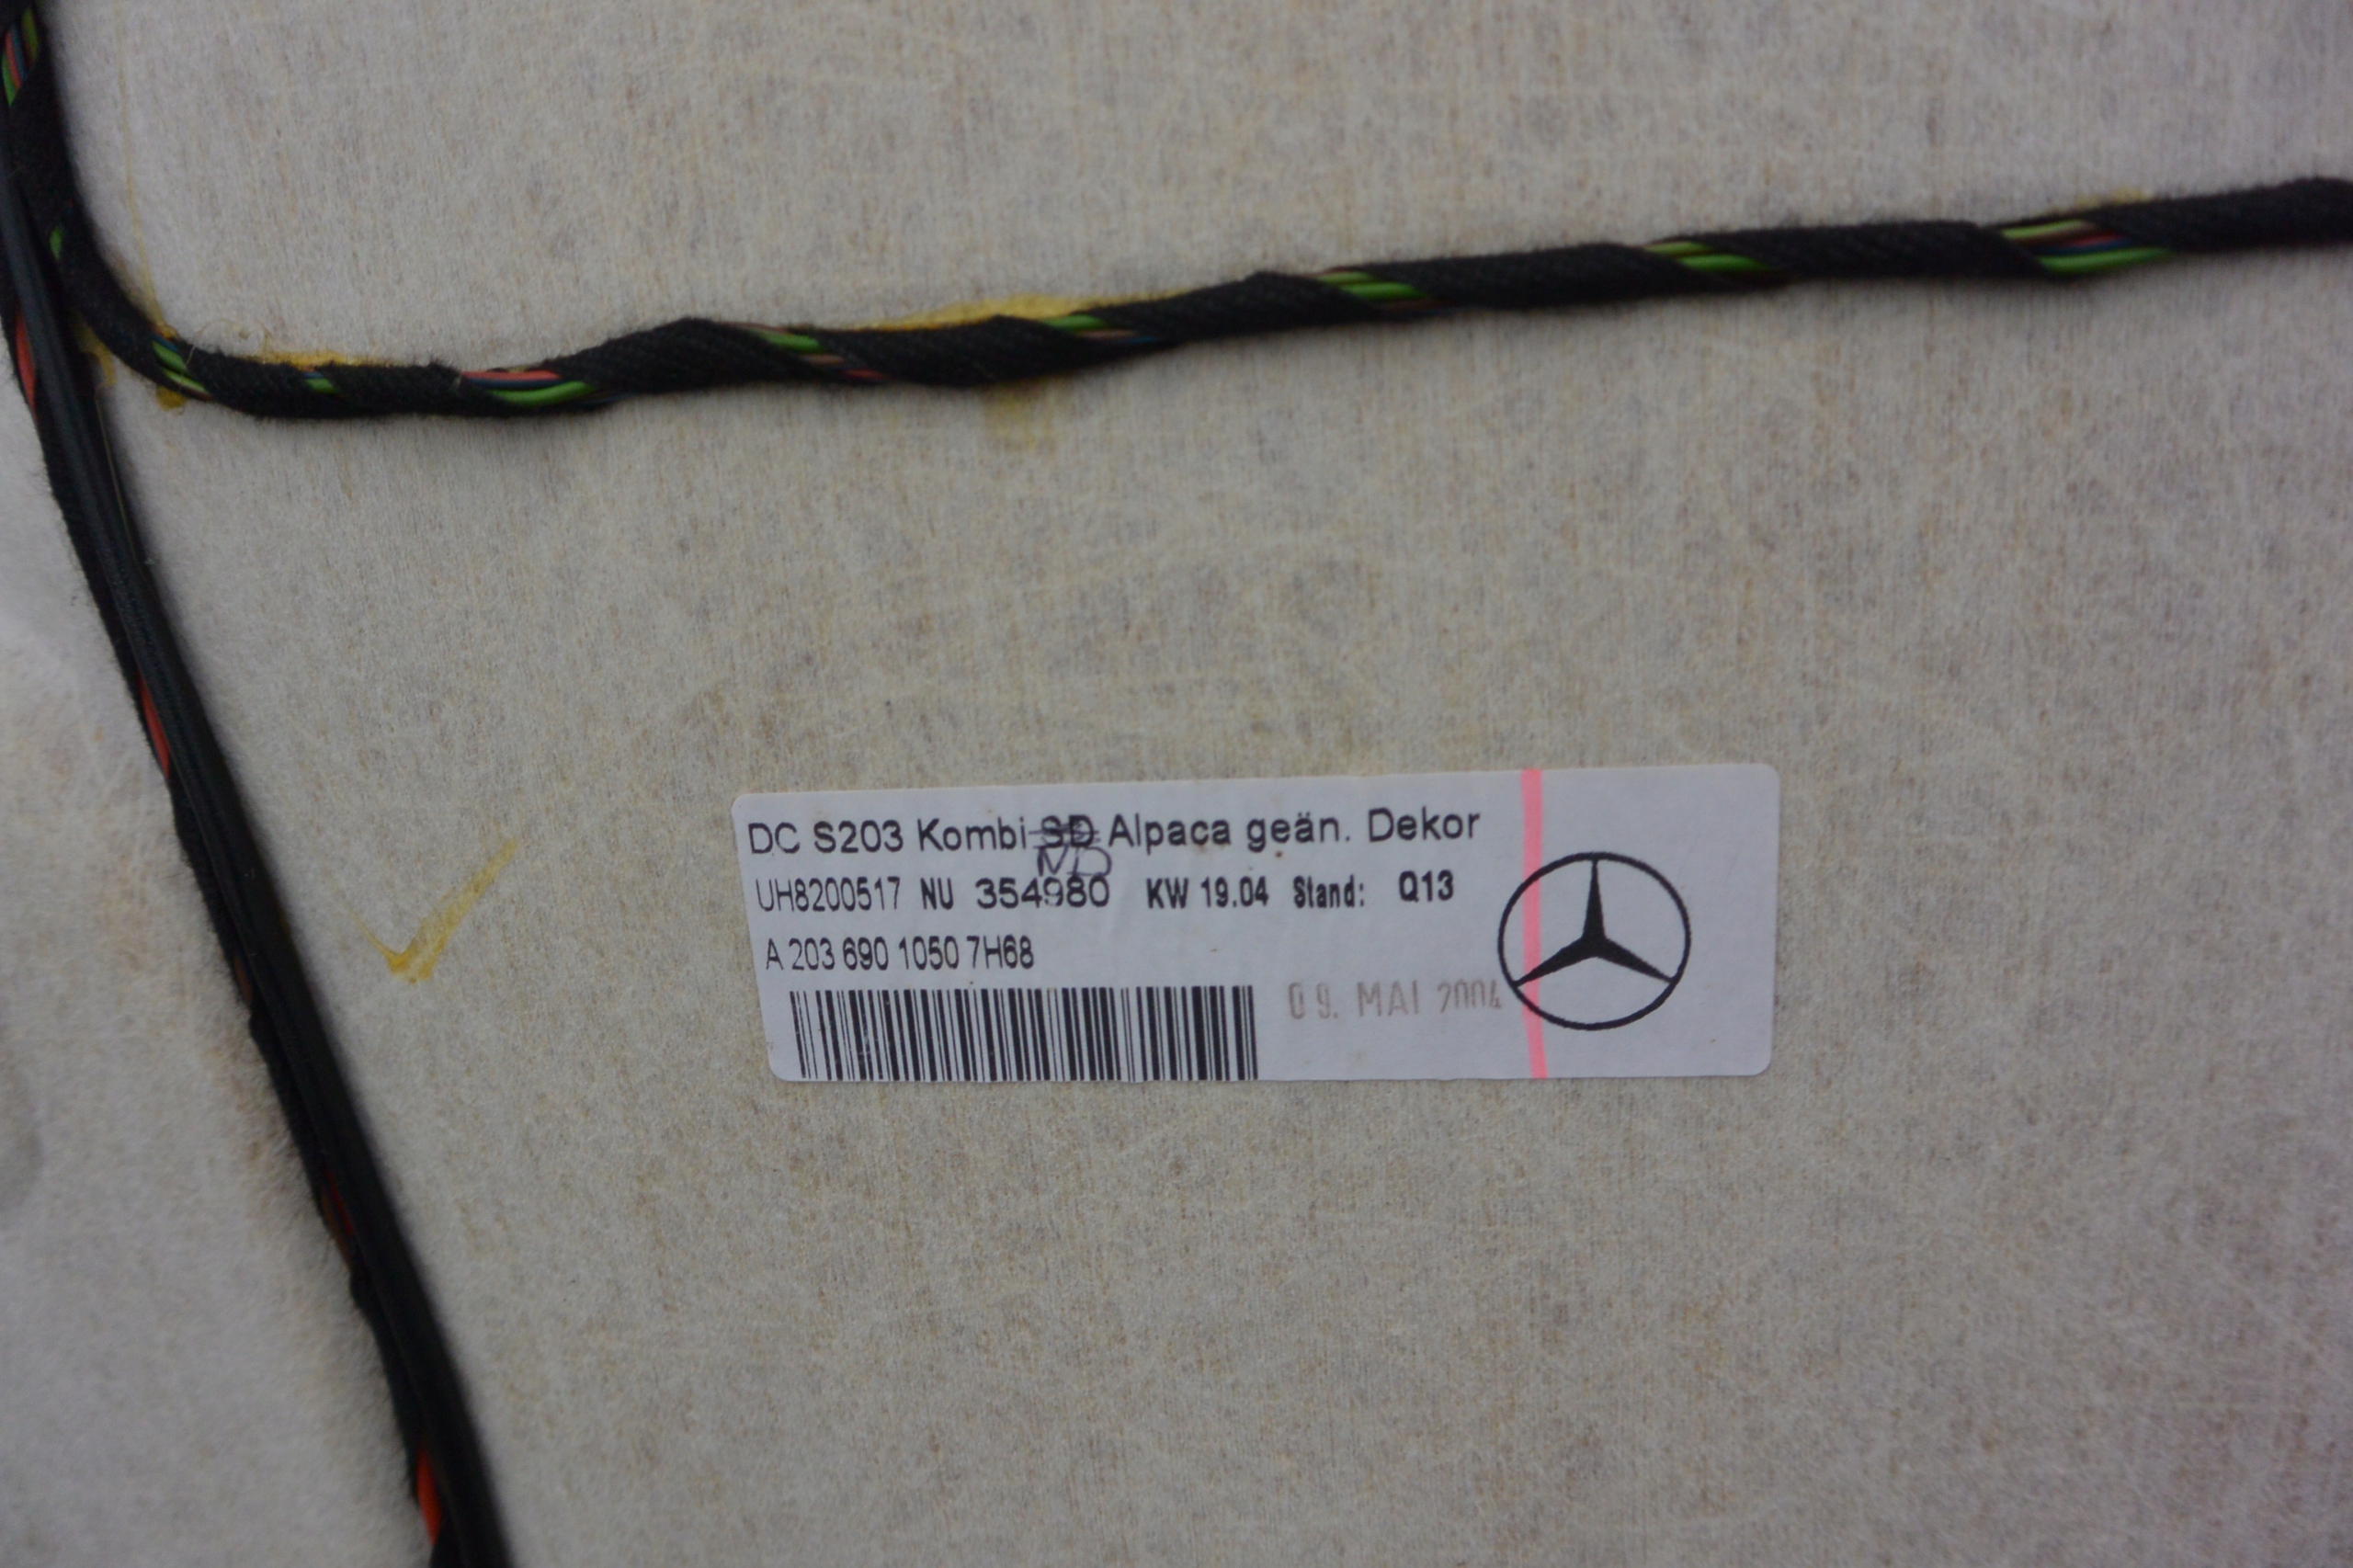 DC S203 Kombi SD Alpaca geän. Dekor
ND
UH8200517 NU 354980 KW 19.04 Stand: Q13
A 203 690 1050 7H68
09. MAI 2004